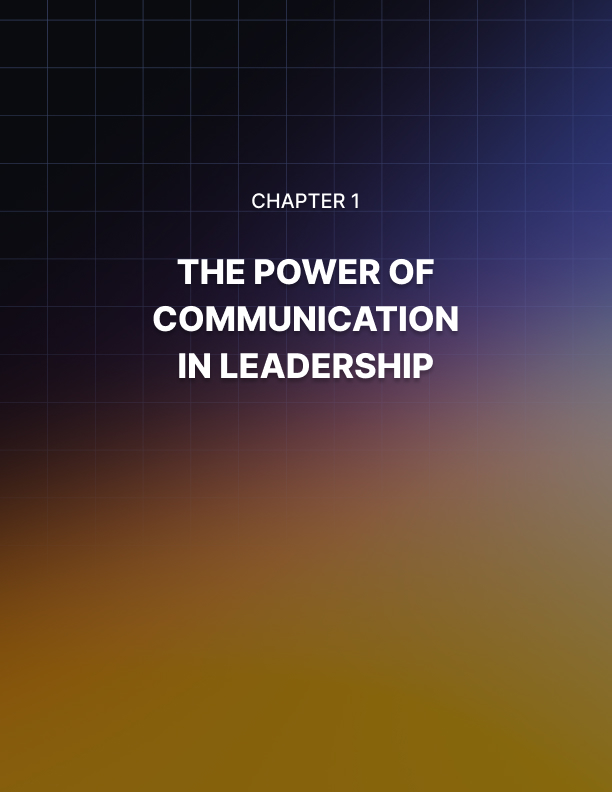 CHAPTER 1
THE POWER OF
COMMUNICATION
IN LEADERSHIP